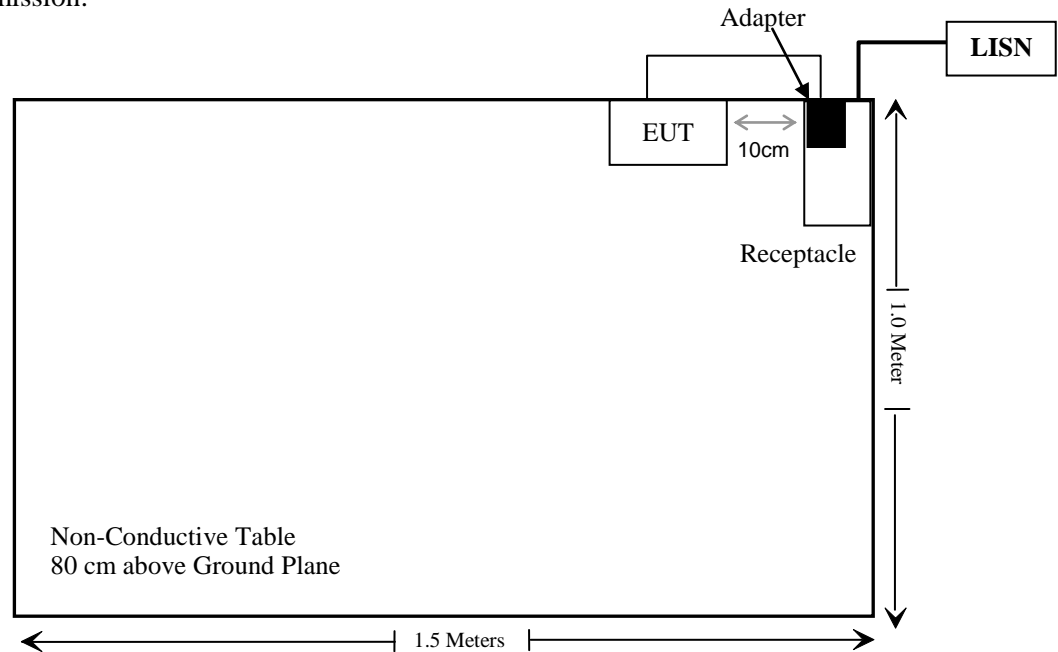 Adapter
LISN
EUT
10cm
Receptacle
1.0 Meter
Non-Conductive Table
80 cm above Ground Plane
1.5 Meters